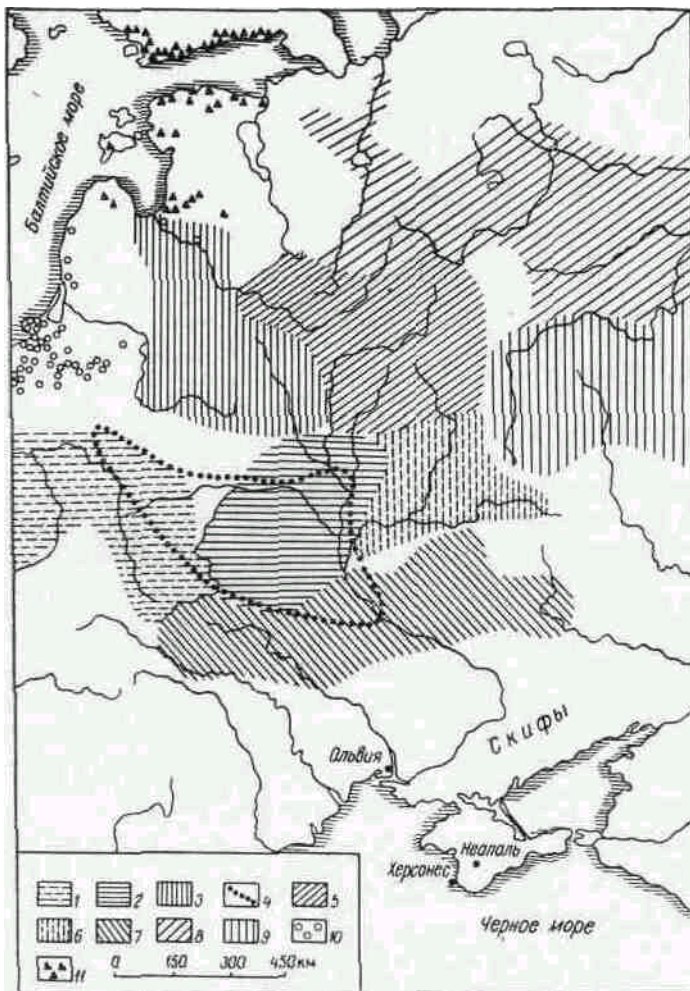 Балтийское море
Скифы
Ольвия
Неаполь
Херсонес
Черное море
1 2 3 4 5
6 7 8 9 10
11 0 150 300 450 км